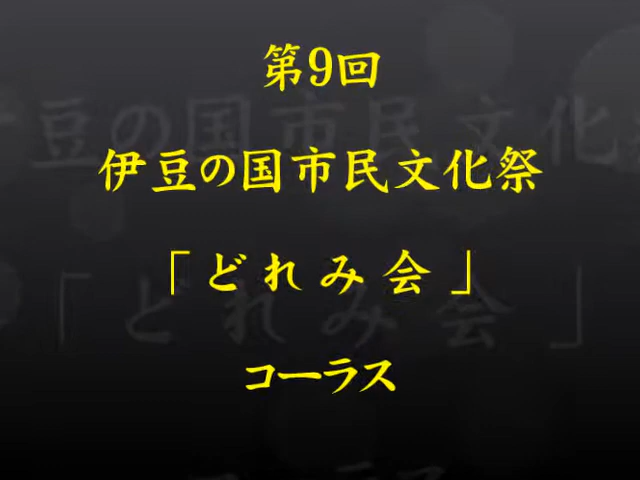 第9回
伊豆の国市民文化祭
「どれみ会」
コーラス